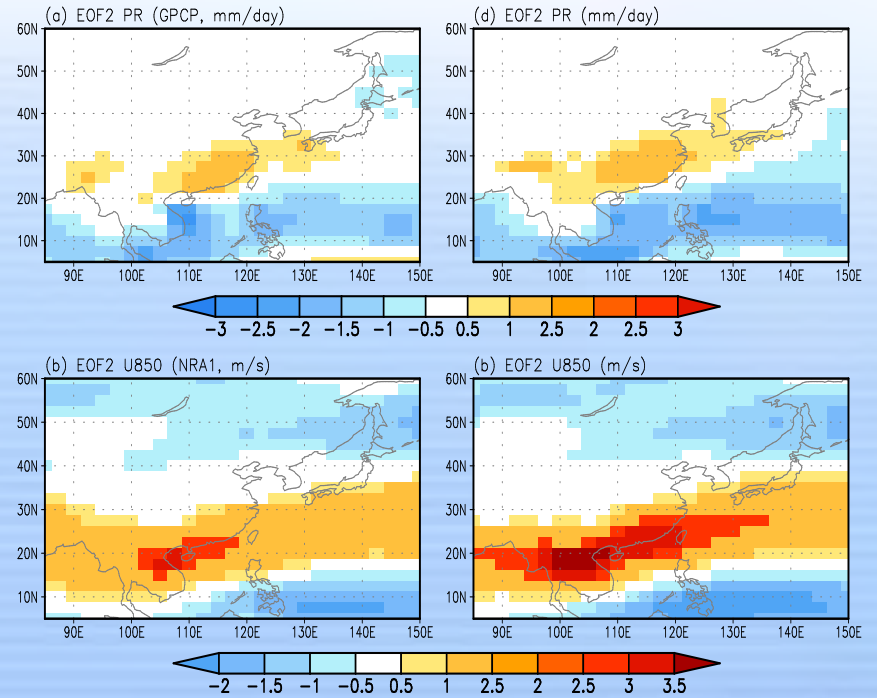 (a) EOF2 PR (GPCP, mm/day)
(d) EOF2 PR (mm/day)
60N
50N
40N
30N
20N
10N
90E 100E 110E 120E 130E 140E 150E
60N
50N
40N
30N
20N
10N
90E 100E 110E 120E 130E 140E 150E
-3 -2.5 -2 -1.5 -1 -0.5 0.5 1 2.5 2 2.5 3
(b) EOF2 U850 (NRA1, m/s)
(b) EOF2 U850 (m/s)
60N
50N
40N
30N
20N
10N
90E 100E 110E 120E 130E 140E 150E
60N
50N
40N
30N
20N
10N
90E 100E 110E 120E 130E 140E 150E
-2 -1.5 -1 -0.5 0.5 1 2.5 2 2.5 3 3.5